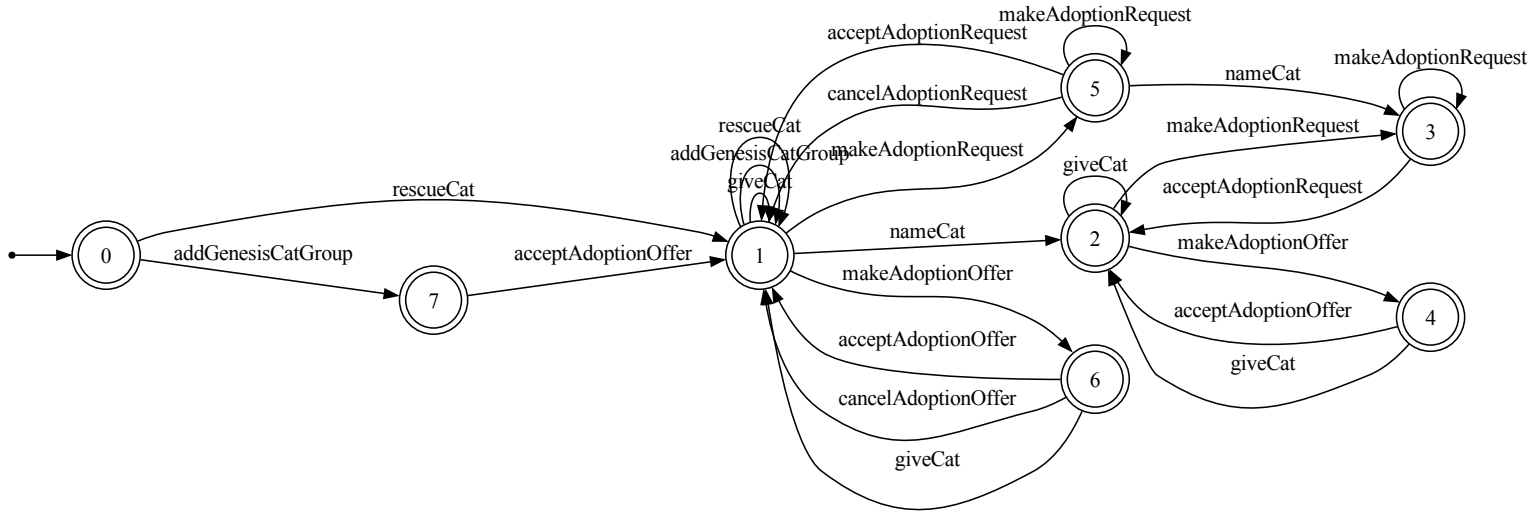 makeAdoptionRequest
acceptAdoptionRequest
makeAdoptionRequest
nameCat
5
cancelAdoptionRequest
rescueCat
makeAdoptionRequest
3
addGenesisCatGroup
makeAdoptionRequest
giveCat
giveCat
acceptAdoptionRequest
rescueCat
nameCat
2
makeAdoptionOffer
0
addGenesisCatGroup
acceptAdoptionOffer
1
makeAdoptionOffer
7
acceptAdoptionOffer
4
acceptAdoptionOffer
giveCat
6
cancelAdoptionOffer
giveCat